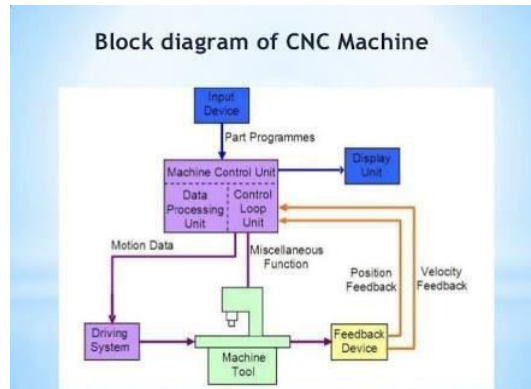 Block diagram of CNC Machine
Input
Device
Part Programmes
Machine Control Unit
Display
Unit
Data
Processing
Unit
Control
Loop
Unit
Motion Data
Miscellaneous
Function
Position
Feedback
Velocity
Feedback
Driving
System
Machine
Tool
Feedback
Device